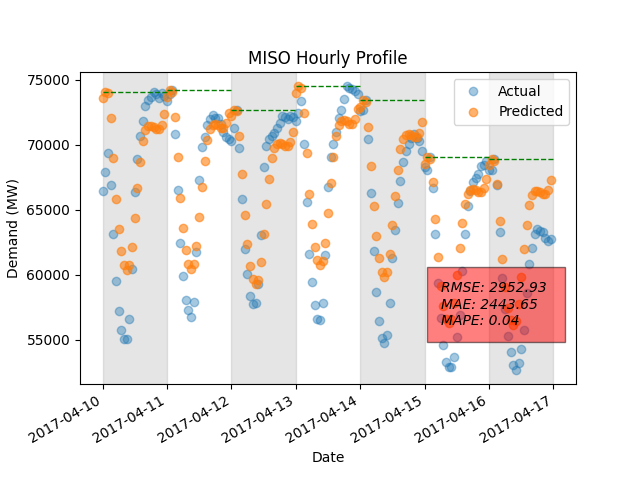 MISO Hourly Profile
Demand (MW)
75000
70000
65000
60000
55000
Actual
Predicted
RMSE: 2952.93
MAE: 2443.65
MAPE: 0.04
2017-04-10
2017-04-11
2017-04-12
2017-04-13
2017-04-14
2017-04-15
2017-04-16
2017-04-17
Date